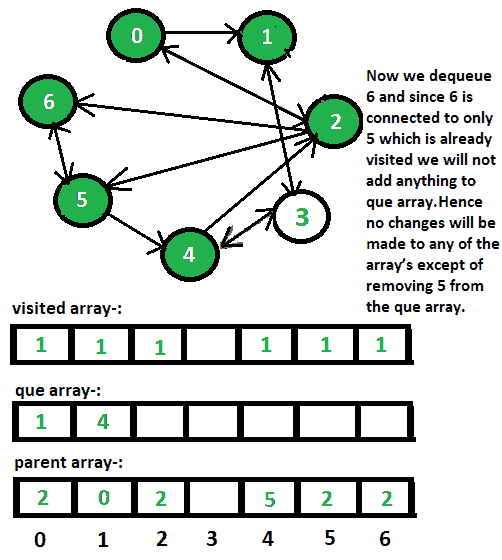 0
1
6
2
5
3
4
Now we dequeue
6 and since 6 is
connected to only
5 which is already
visited we will not
add anything to
que array.Hence
no changes will be
made to any of the
array's except of
removing 5 from
the que array.
visited array-:
1 1 1 1 1 1
que array-:
1 4
parent array-:
2 0 2 5 2 2
0 1 2 3 4 5 6